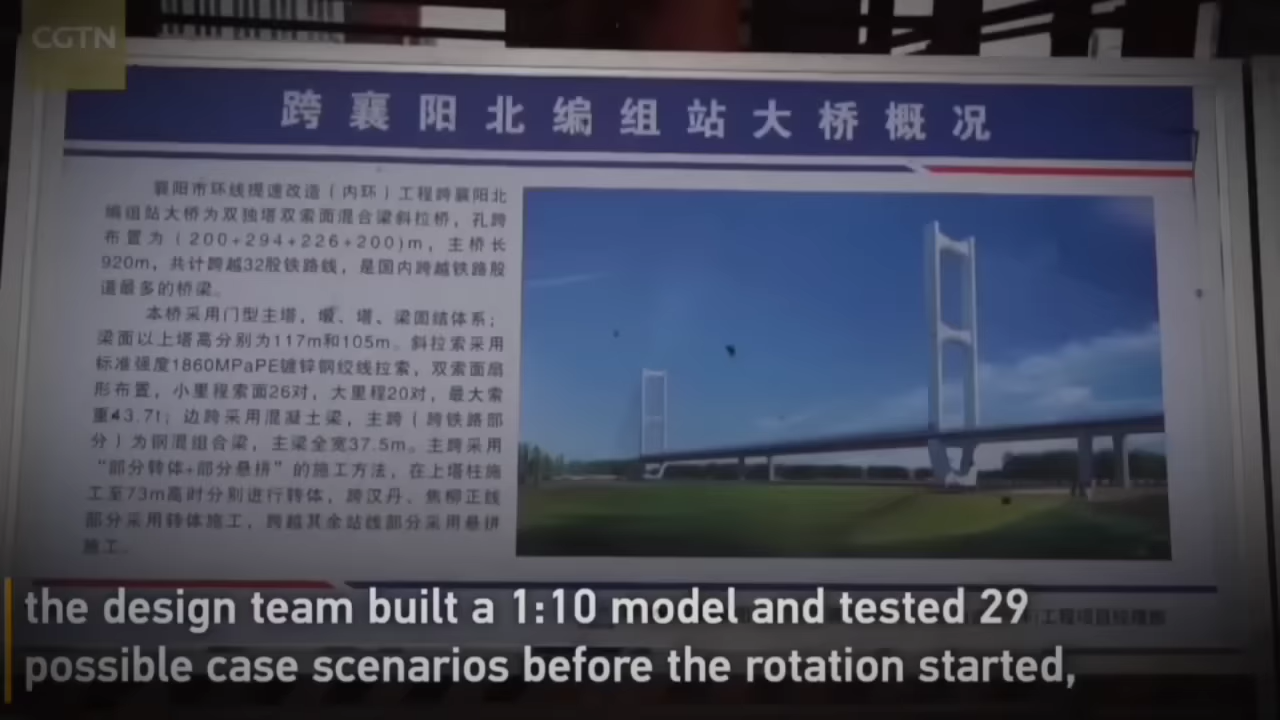 CGTN
跨襄阳北编组站大桥概况
襄阳市环线提速改造（内环）工程跨襄阳北
编组站大桥为双独塔双索面混合梁斜拉桥，孔跨
布置为（200+294+226+200)m，主桥长
920m，共计跨越32股铁路线，是国内跨越铁路股
道最多的桥梁。
本桥采用门型主塔，墩、塔、梁固结体系；
梁面以上塔高分别为117m和105m。斜拉索采用
标准强度1860MPaPE镀锌钢绞线拉索，双索面扇
形布置，小里程索面26对，大里程20对，最大索
重43.7t；边跨采用混凝土梁，主跨（跨铁路部
分）为钢混组合梁，主梁全宽37.5m。主跨采用
“部分转体+部分悬拼”的施工方法，在上塔柱施
工至73m高时分别进行转体，跨汉丹、焦柳正线
部分采用转体施工，跨越其余站线部分采用悬拼
施工。
工程项目经理部
the design team built a 1:10 model and tested 29
possible case scenarios before the rotation started,